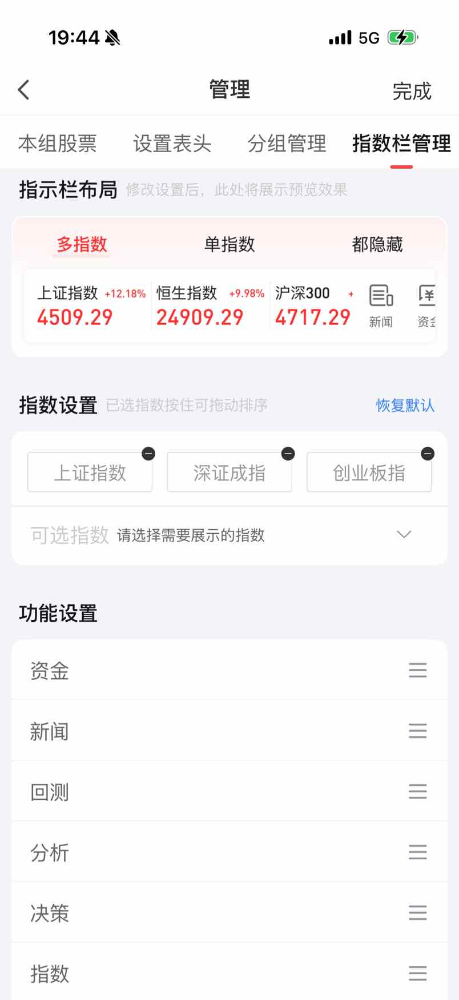 19:44 5G
管理 完成
本组股票 设置表头 分组管理 指数栏管理
指示栏布局 修改设置后，此处将展示预览效果
多指数 单指数 都隐藏
上证指数 +12.18% 恒生指数 +9.98% 沪深300 +
4509.29 24909.29 4717.29 新闻 资金
指数设置 已选指数按住可拖动排序 恢复默认
上证指数 深证成指 创业板指
可选指数 请选择需要展示的指数
功能设置
资金
新闻
回测
分析
决策
指数